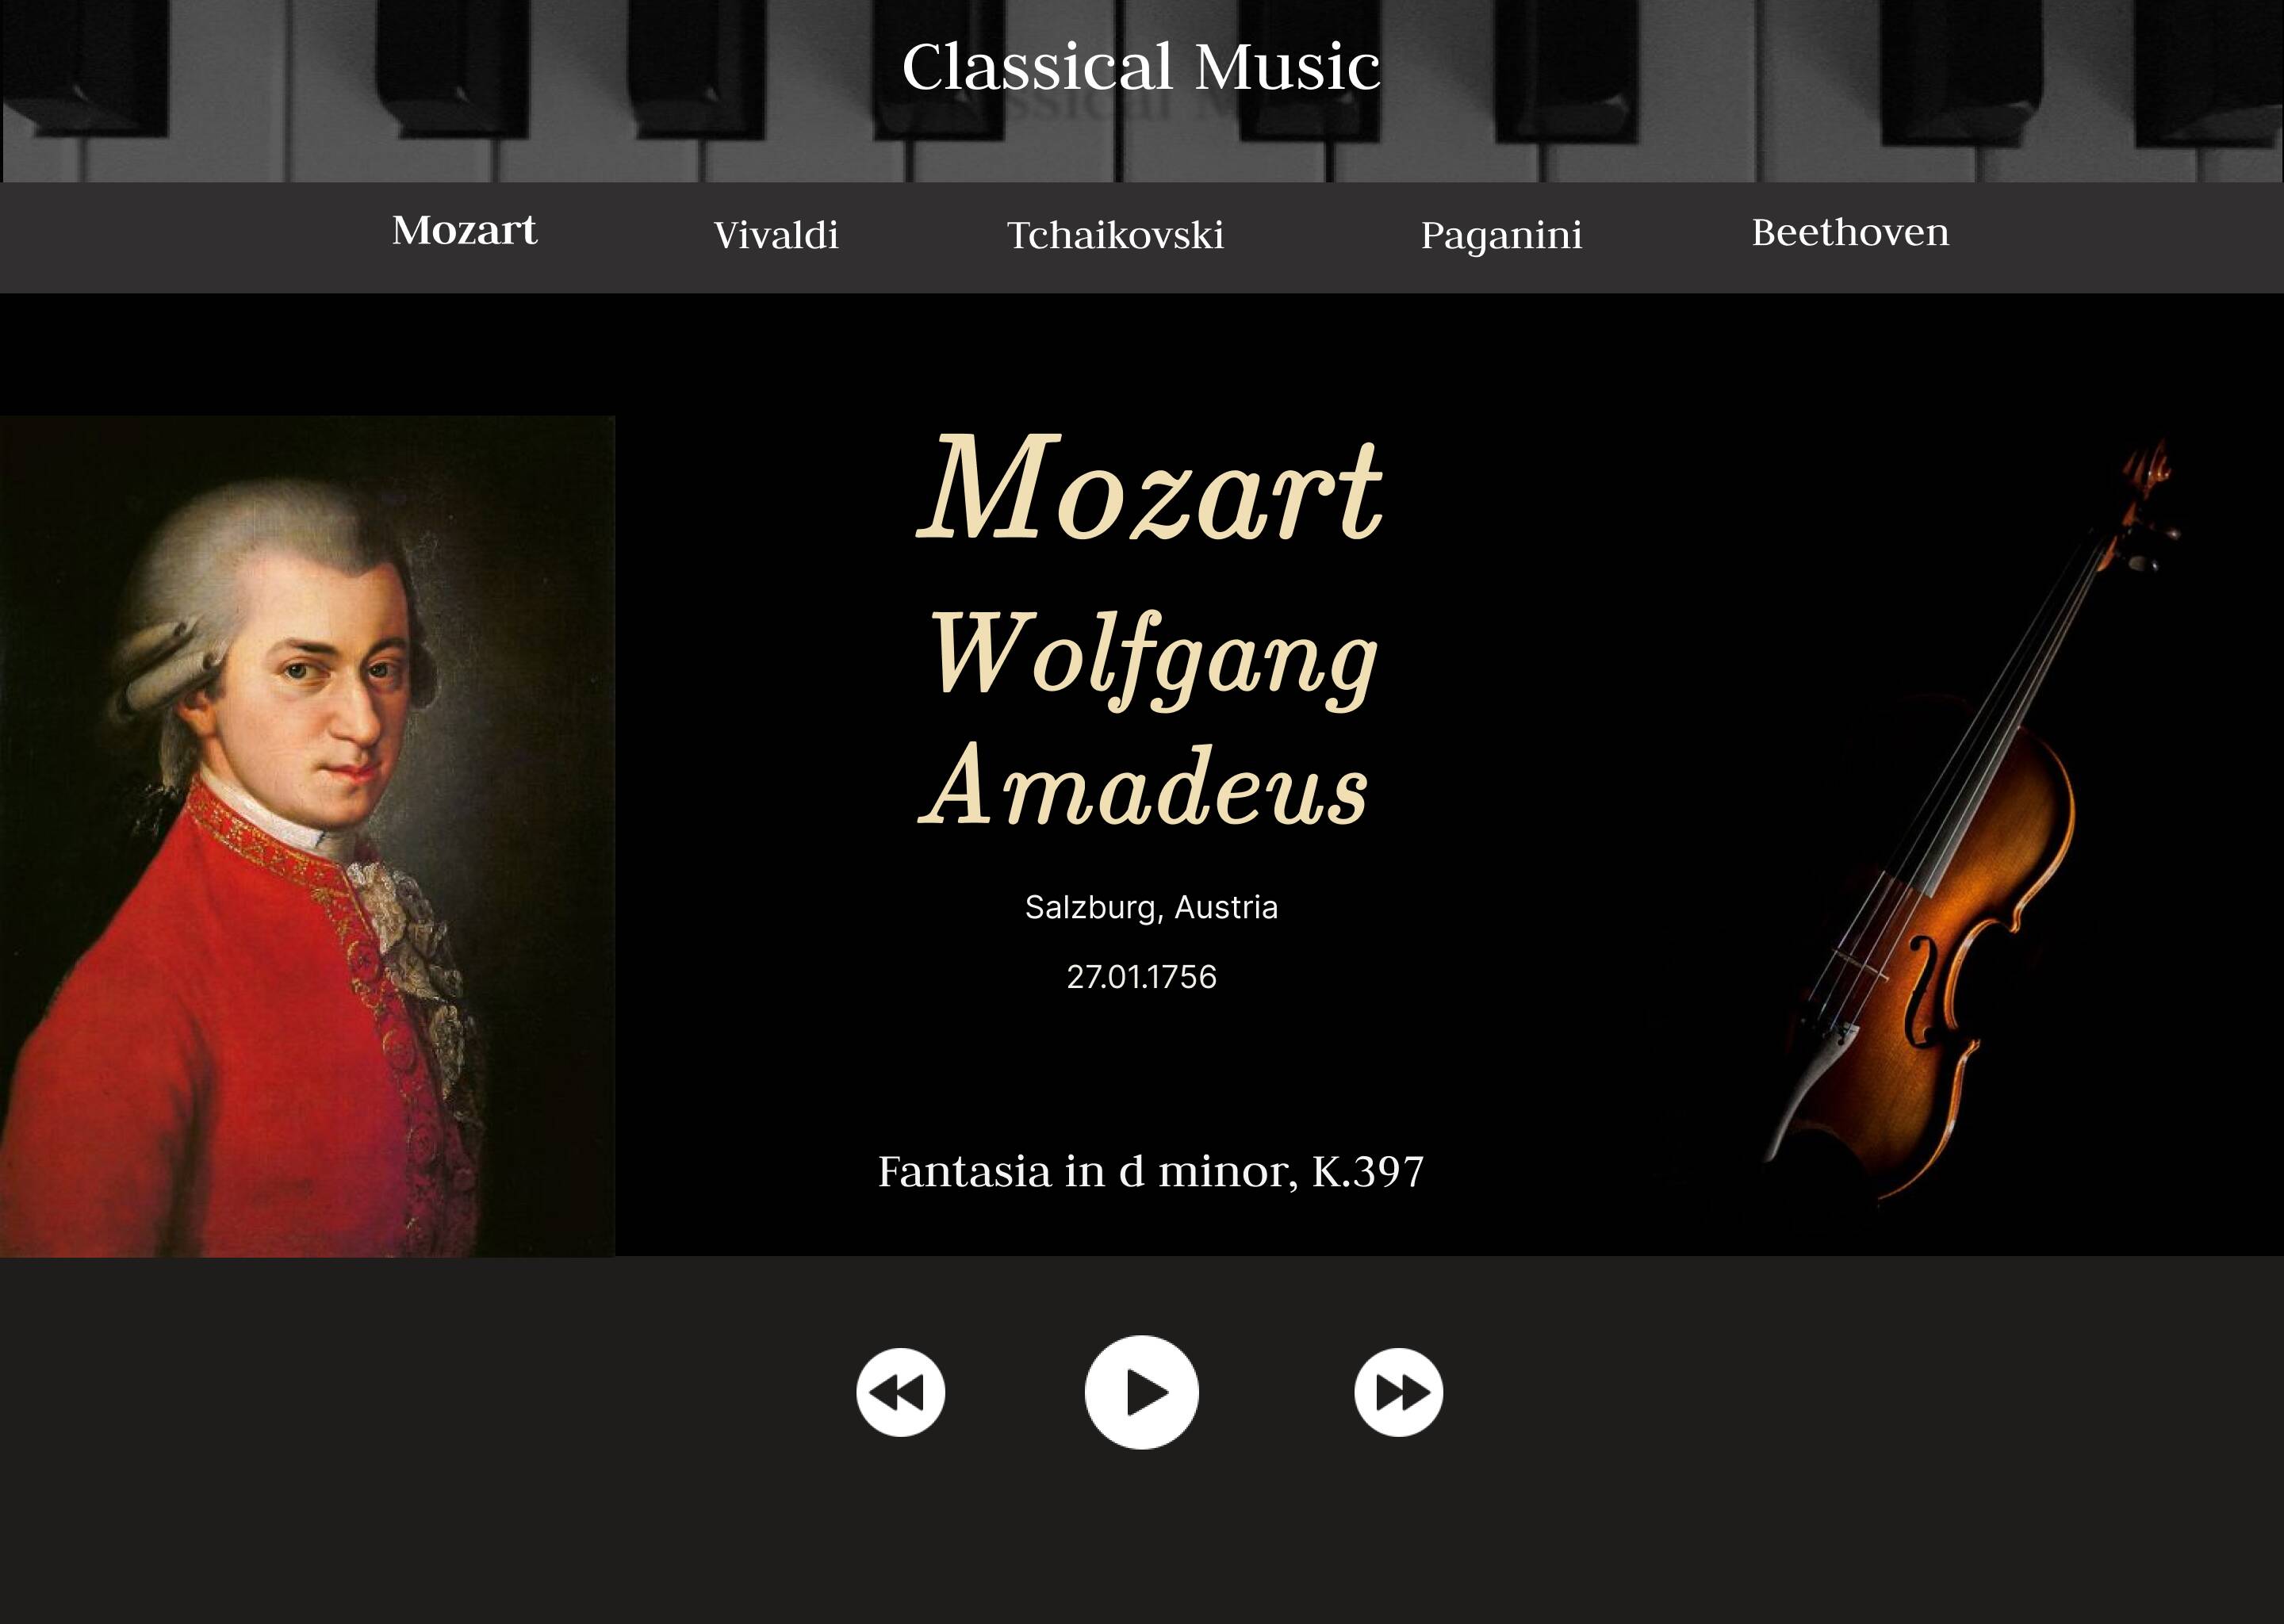 Classical Music
Mozart Vivaldi Tchaikovski Paganini Beethoven
Mozart
Wolfgang
Amadeus
Salzburg, Austria
27.01.1756
Fantasia in d minor, K.397